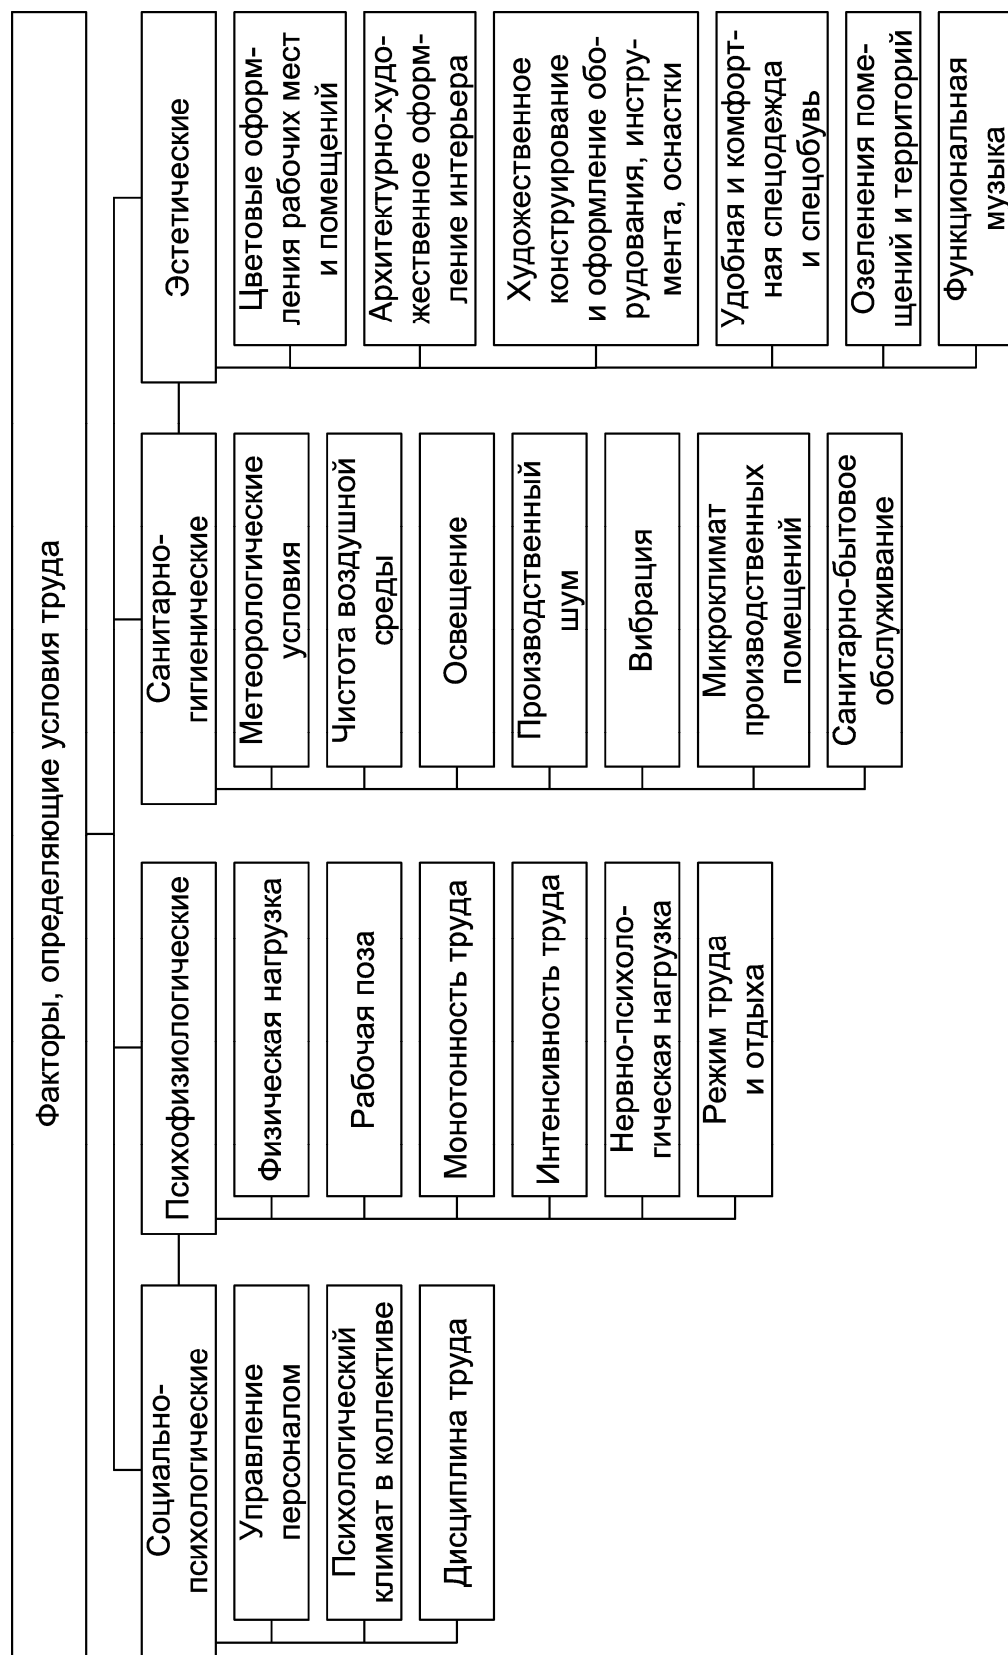 Факторы, определяющие условия труда
Социально-
психологические
Управление
персоналом
Психологический
климат в коллективе
Дисциплина труда
Психофизиологические
Физическая нагрузка
Рабочая поза
Монотонность труда
Интенсивность труда
Нервно-психоло-
гическая нагрузка
Режим труда
и отдыха
Санитарно-
гигиенические
Метеорологические
условия
Чистота воздушной
среды
Освещение
Производственный
шум
Вибрация
Микроклимат
производственных
помещений
Санитарно-бытовое
обслуживание
Эстетические
Цветовые оформ-
ления рабочих мест
и помещений
Архитектурно-худо-
жественное оформ-
ление интерьера
Художественное
конструирование
и оформление обо-
рудования, инстру-
мента, оснастки
Удобная и комфорт-
ная спецодежда
и спецобувь
Озеленения поме-
щений и территорий
Функциональная
музыка